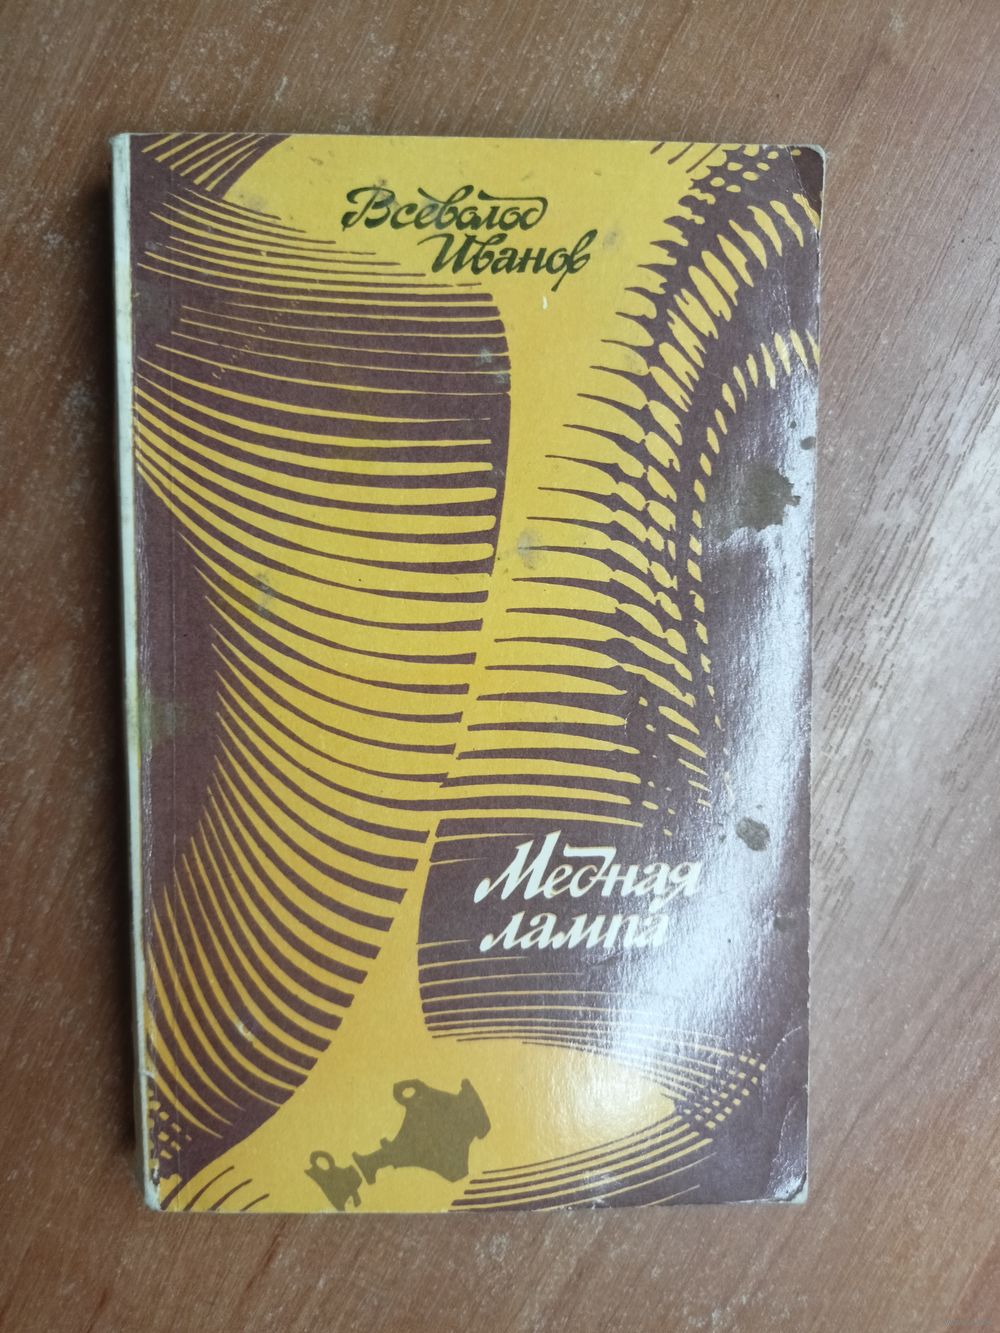 Всеволод
Иванов
Медная
лампа